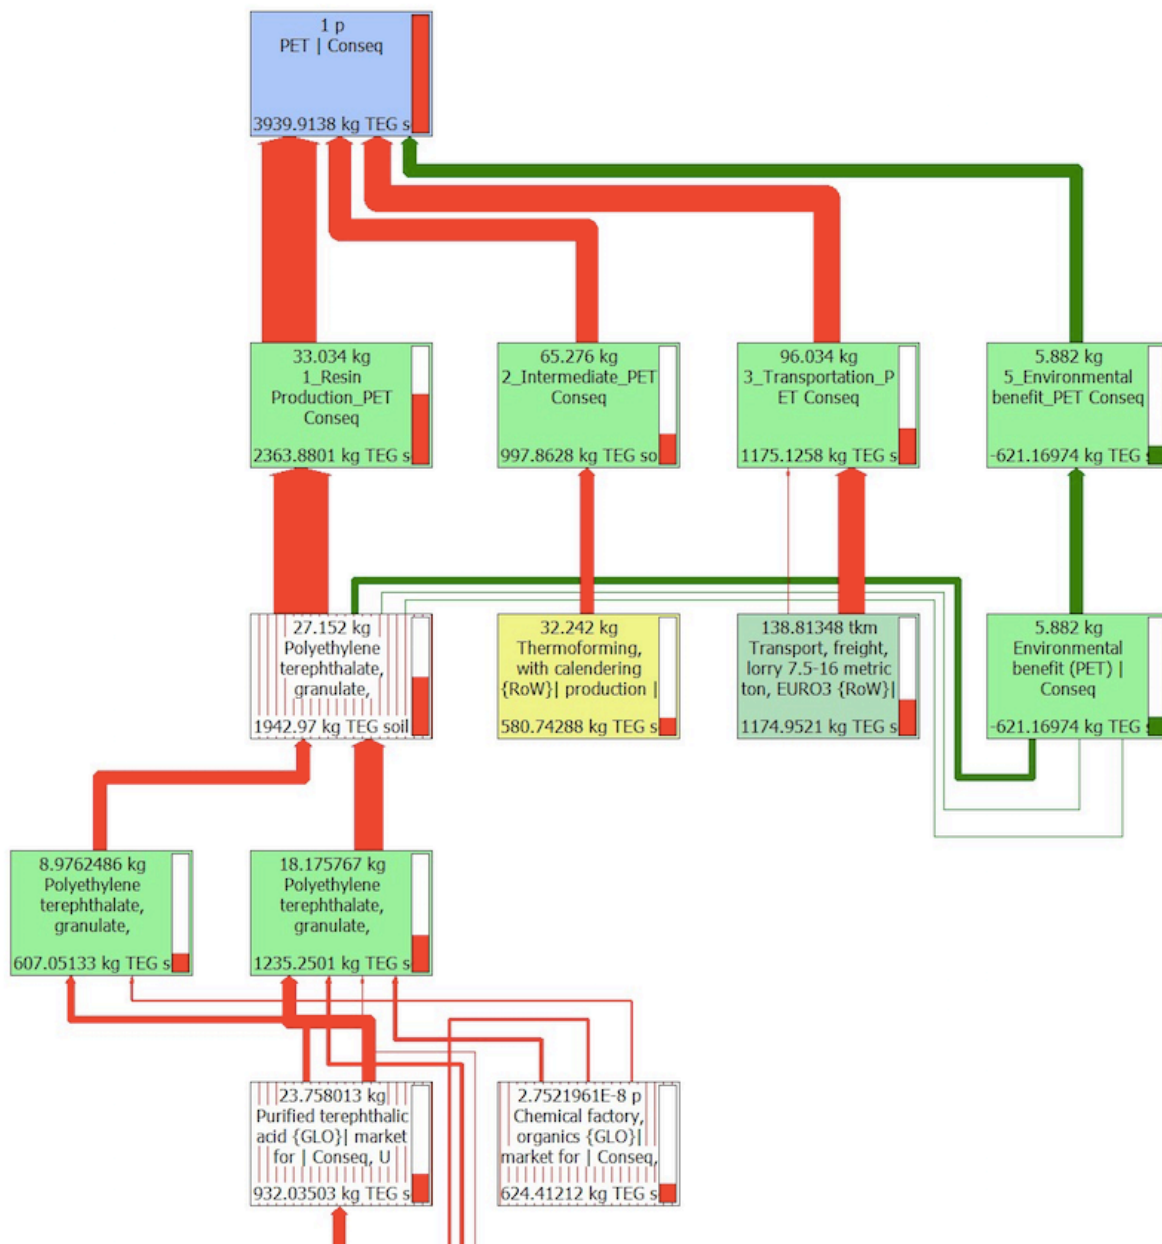 1 p
PET | Conseq
3939.9138 kg TEG s
33.034 kg
1_Resin
Production_PET
Conseq
2363.8801 kg TEG s
65.276 kg
2_Intermediate_PET
Conseq
997.8628 kg TEG so
96.034 kg
3_Transportation_P
ET Conseq
1175.1258 kg TEG s
5.882 kg
5_Environmental
benefit_PET Conseq
-621.16974 kg TEG s
27.152 kg
Polyethylene
terephthalate,
granulate,
1942.97 kg TEG soil
32.242 kg
Thermoforming,
with calendering
{RoW}| production |
580.74288 kg TEG s
138.81348 tkm
Transport, freight,
lorry 7.5-16 metric
ton, EURO3 {RoW}|
1174.9521 kg TEG s
5.882 kg
Environmental
benefit (PET) |
Conseq
-621.16974 kg TEG s
8.9762486 kg
Polyethylene
terephthalate,
granulate,
607.05133 kg TEG s
18.175767 kg
Polyethylene
terephthalate,
granulate,
1235.2501 kg TEG s
23.758013 kg
Purified terephthalic
acid {GLO}| market
for | Conseq, U
932.03503 kg TEG s
2.7521961E-8 p
Chemical factory,
organics {GLO}|
market for | Conseq,
624.41212 kg TEG s